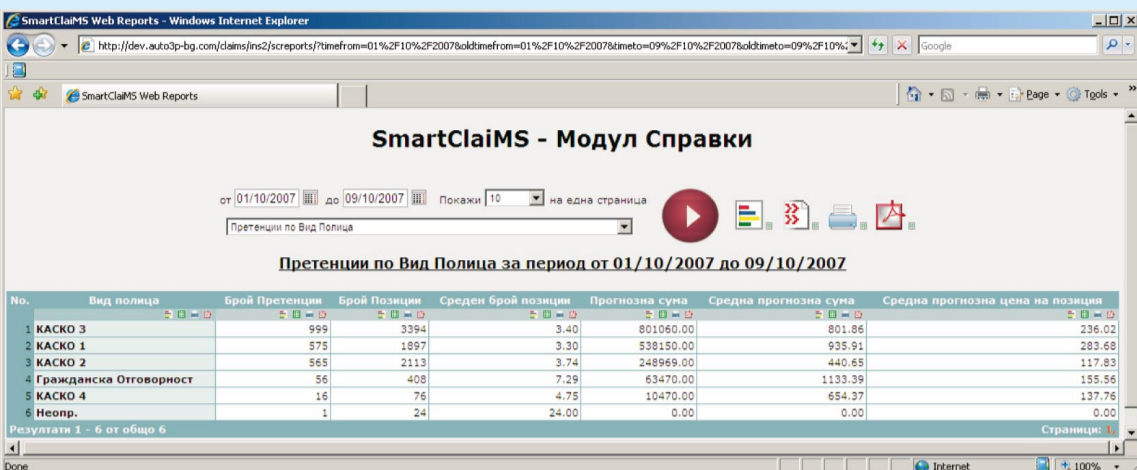 SmartClaiMS Web Reports - Windows Internet Explorer
http://dev.auto3p-bg.com/claims/ins2/screports/?timefrom=01%2F10%2F2007&oldtimefrom=01%2F10%2F2007&timeto=09%2F10%2F2007&oldtimeto=09%2F10%
Google
SmartClaiMS Web Reports
Page
Tools
SmartClaiMS - Модул Справки
от 01/10/2007 до 09/10/2007 Покажи 10 на една страница
Претенции по Вид Полица
Претенции по Вид Полица за период от 01/10/2007 до 09/10/2007
No. Вид полица Брой Претенции Брой Позиции Среден брой позиции Прогнозна сума Средна прогнозна сума Средна прогнозна цена на позиция
1 КАСКО 3 999 3394 3.40 801060.00 801.86 236.02
2 КАСКО 1 575 1897 3.30 538150.00 935.91 283.68
3 КАСКО 2 565 2113 3.74 248969.00 440.65 117.83
4 Гражданска Отговорност 56 408 7.29 63470.00 1133.39 155.56
5 КАСКО 4 16 76 4.75 10470.00 654.37 137.76
6 Неопр. 1 24 24.00 0.00 0.00 0.00
Резултати 1 - 6 от общо 6 Страници: 1,
Done Internet 100%